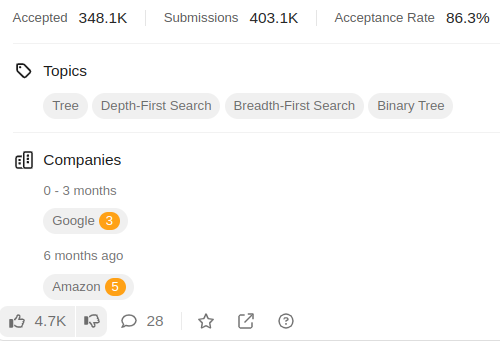 Accepted 348.1K Submissions 403.1K Acceptance Rate 86.3%
Topics
Tree Depth-First Search Breadth-First Search Binary Tree
Companies
0 - 3 months
Google 3
6 months ago
Amazon 5
4.7K 28